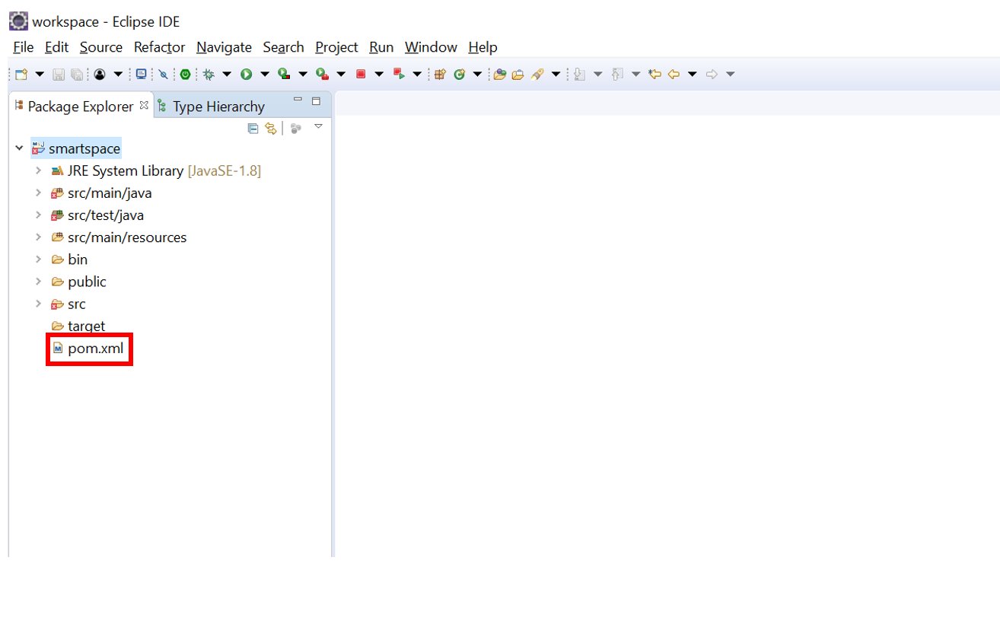 workspace - Eclipse IDE
File Edit Source Refactor Navigate Search Project Run Window Help
Package Explorer Type Hierarchy
smartspace
JRE System Library [JavaSE-1.8]
src/main/java
src/test/java
src/main/resources
bin
public
src
target
pom.xml